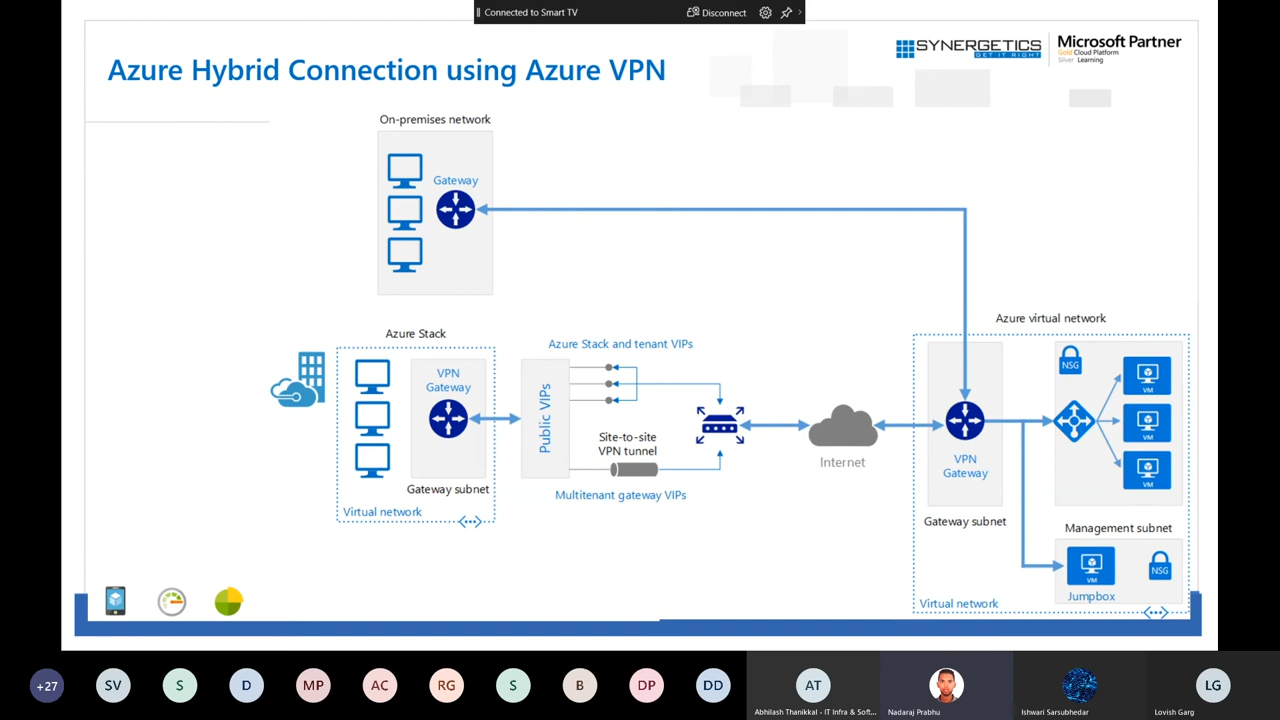 Connected to Smart TV
Disconnect
Azure Hybrid Connection using Azure VPN
SYNERGETICS
GET IT RIGHT
Microsoft Partner
Gold Cloud Platform
Silver Learning
On-premises network
Gateway
Azure Stack
VPN
Gateway
Gateway subnet
Virtual network
Azure Stack and tenant VIPs
Public VIPs
Site-to-site
VPN tunnel
Multitenant gateway VIPs
Internet
Azure virtual network
NSG
VM
VM
VM
VPN
Gateway
Gateway subnet
Management subnet
VM
NSG
Jumpbox
Virtual network
+27
SV
S
D
MP
AC
RG
S
B
DP
DD
AT
LG
Abhilash Thanikkal - IT Infra & Soft...
Nadaraj Prabhu
Ishwari Sarsubhedar
Lovish Garg